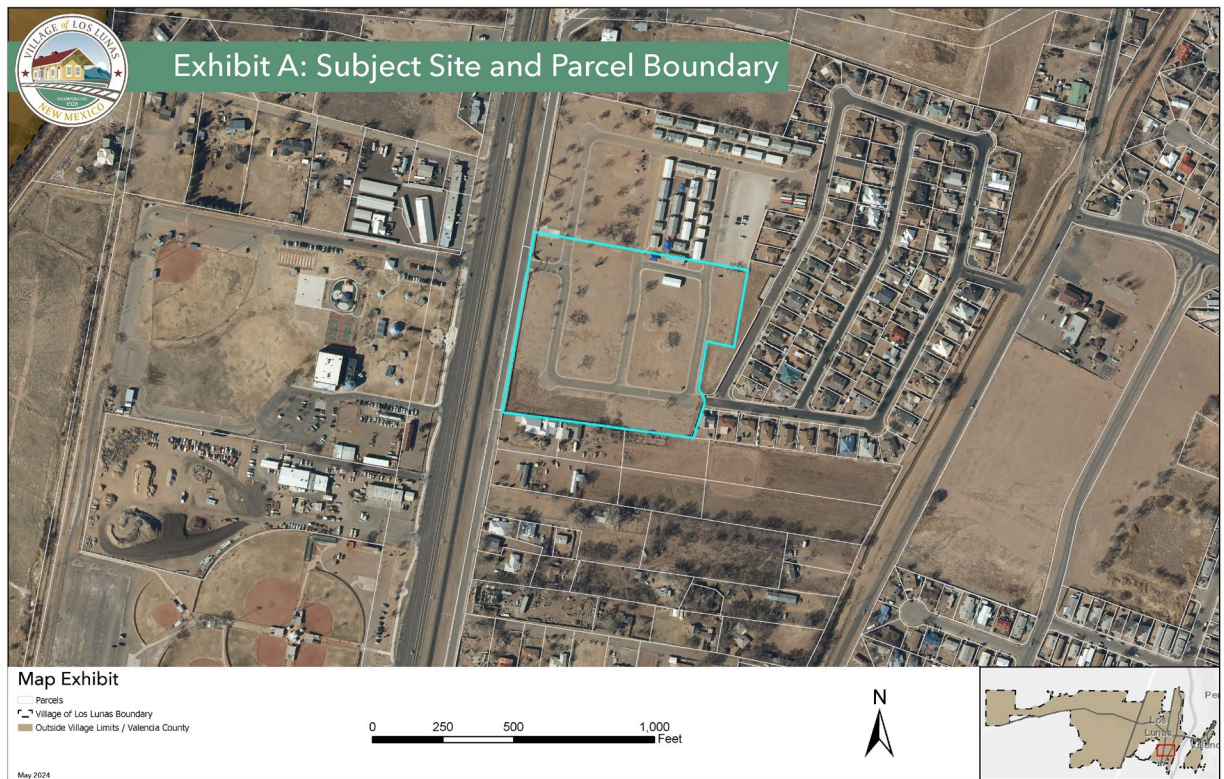 VILLAGE of LOS LUNAS
INCORPORATED
1928
NEW MEXICO
Exhibit A: Subject Site and Parcel Boundary
Map Exhibit
Parcels
Village of Los Lunas Boundary
Outside Village Limits / Valencia County
May 2024
0 250 500 1,000
Feet
N
Los
Lunas